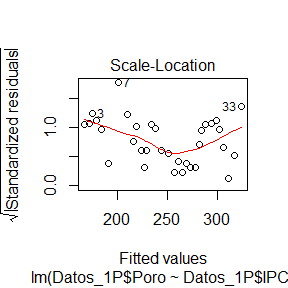 Scale-Location
√|Standardized residuals|
7
3
33
1.0
0.0
200
250
300
Fitted values
lm(Datos_1P$Poro ~ Datos_1P$IPC